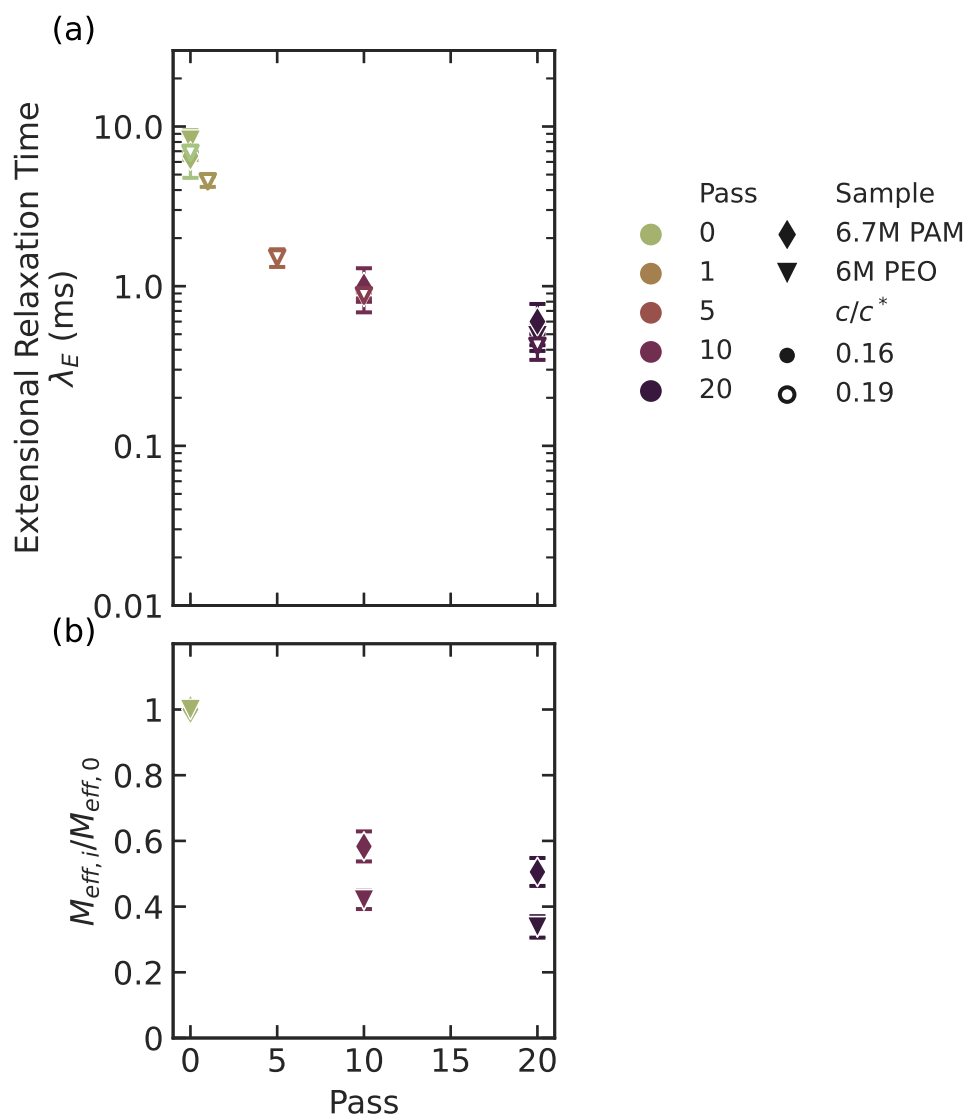 (a)
Extensional Relaxation Time
λ_E (ms)
10.0
1.0
0.1
0.01
Pass
0
1
5
10
20
Sample
6.7M PAM
6M PEO
c/c*
0.16
0.19
(b)
M_eff, i/M_eff, 0
1
0.8
0.6
0.4
0.2
0
0 5 10 15 20
Pass